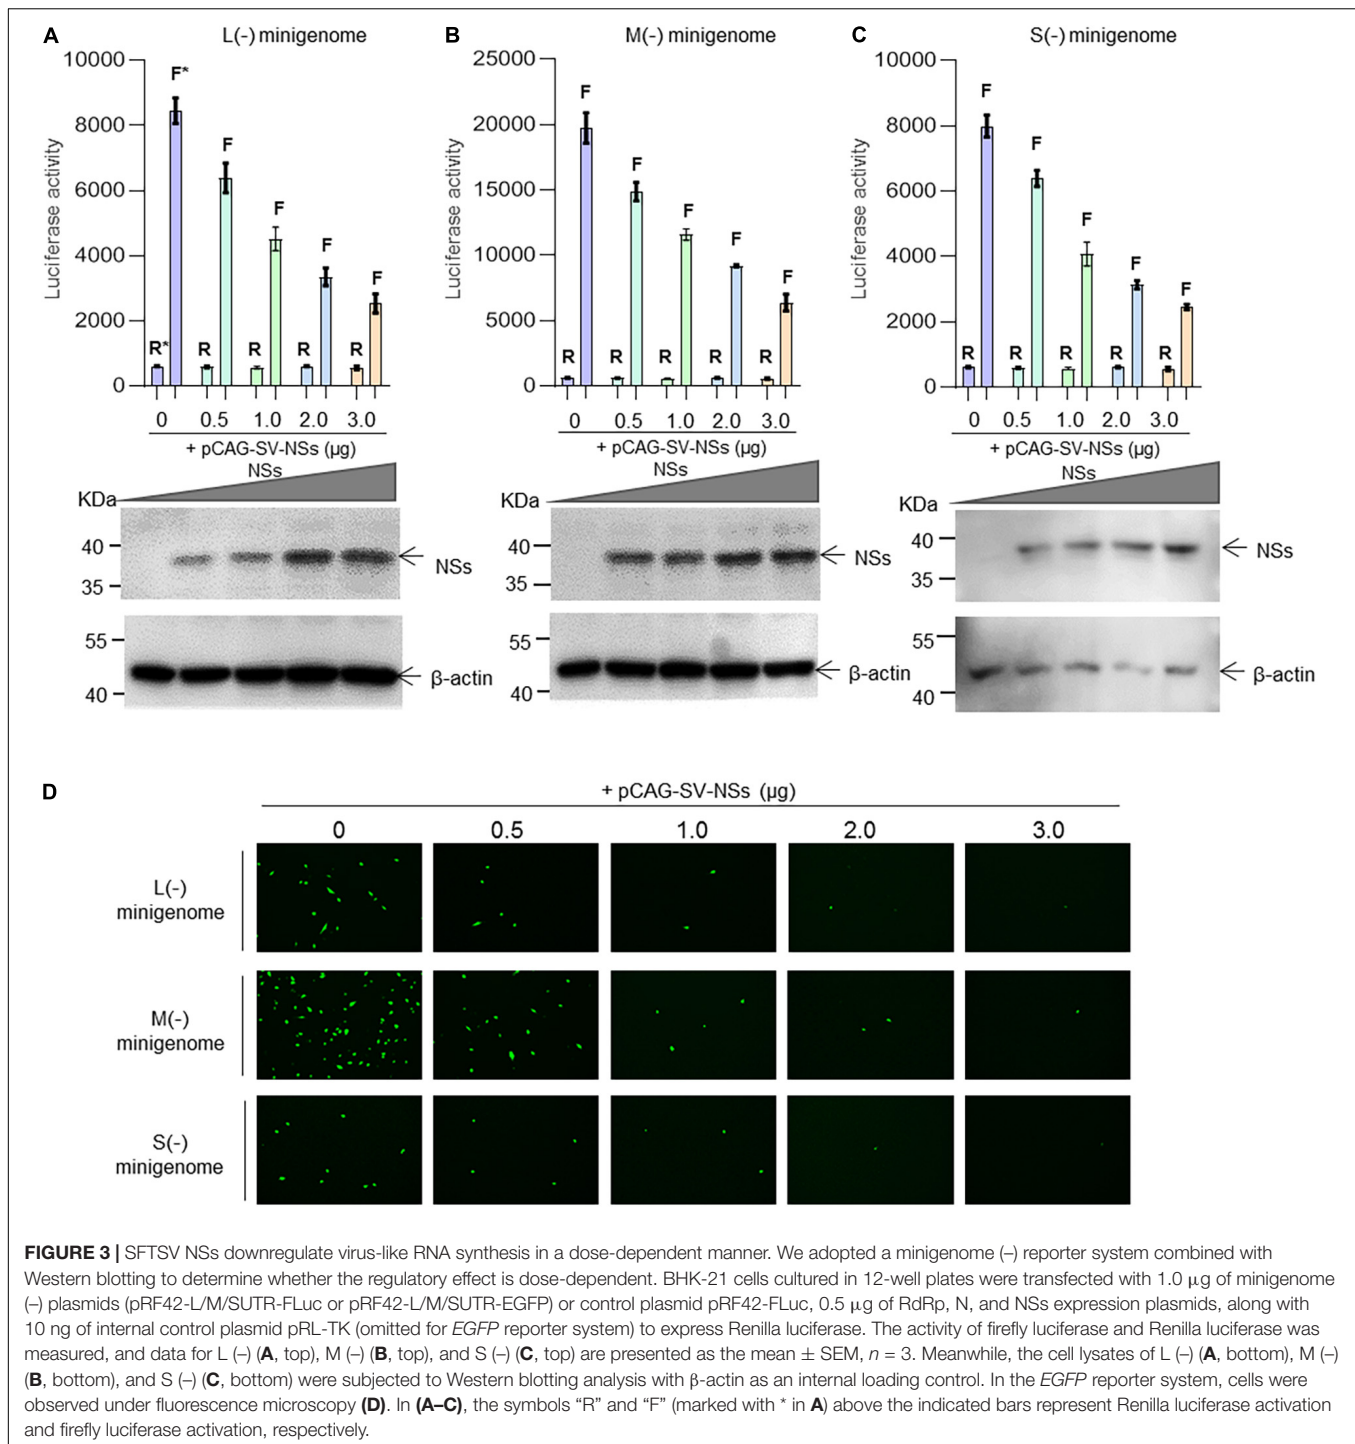 A
L(-) minigenome
Luciferase activity
10000
8000
6000
4000
2000
0
R*
F*
R
F
R
F
R
F
R
F
0 0.5 1.0 2.0 3.0
+ pCAG-SV-NSs (μg)
NSs
KDa
40
35
NSs
55
40
β-actin
B
M(-) minigenome
Luciferase activity
25000
20000
15000
10000
5000
0
R
F
R
F
R
F
R
F
R
F
0 0.5 1.0 2.0 3.0
+ pCAG-SV-NSs (μg)
NSs
KDa
40
35
NSs
55
40
β-actin
C
S(-) minigenome
Luciferase activity
10000
8000
6000
4000
2000
0
R
F
R
F
R
F
R
F
R
F
0 0.5 1.0 2.0 3.0
+ pCAG-SV-NSs (μg)
NSs
KDa
40
35
NSs
55
40
β-actin
D
+ pCAG-SV-NSs (μg)
0 0.5 1.0 2.0 3.0
L(-)
minigenome
M(-)
minigenome
S(-)
minigenome
FIGURE 3 | SFTSV NSs downregulate virus-like RNA synthesis in a dose-dependent manner. We adopted a minigenome (–) reporter system combined with
Western blotting to determine whether the regulatory effect is dose-dependent. BHK-21 cells cultured in 12-well plates were transfected with 1.0 μg of minigenome
(–) plasmids (pRF42-L/M/SUTR-FLuc or pRF42-L/M/SUTR-EGFP) or control plasmid pRF42-FLuc, 0.5 μg of RdRp, N, and NSs expression plasmids, along with
10 ng of internal control plasmid pRL-TK (omitted for EGFP reporter system) to express Renilla luciferase. The activity of firefly luciferase and Renilla luciferase was
measured, and data for L (–) (A, top), M (–) (B, top), and S (–) (C, top) are presented as the mean ± SEM, n = 3. Meanwhile, the cell lysates of L (–) (A, bottom), M (–)
(B, bottom), and S (–) (C, bottom) were subjected to Western blotting analysis with β-actin as an internal loading control. In the EGFP reporter system, cells were
observed under fluorescence microscopy (D). In (A–C), the symbols “R” and “F” (marked with * in A) above the indicated bars represent Renilla luciferase activation
and firefly luciferase activation, respectively.